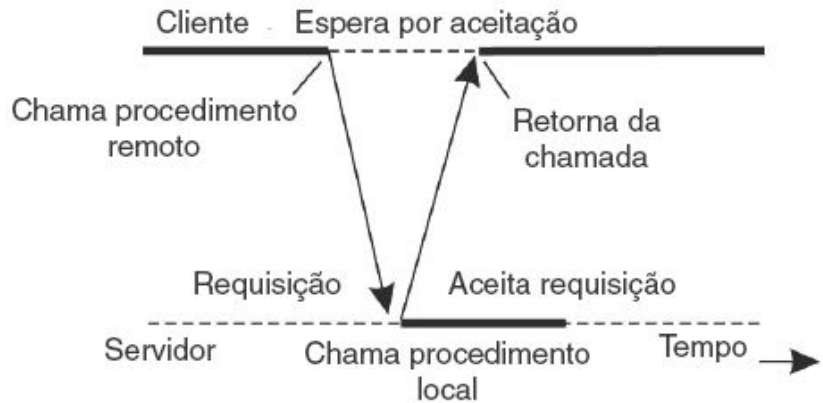 Cliente
Espera por aceitação
Chama procedimento
remoto
Retorna da
chamada
Requisição
Aceita requisição
Servidor
Chama procedimento
local
Tempo